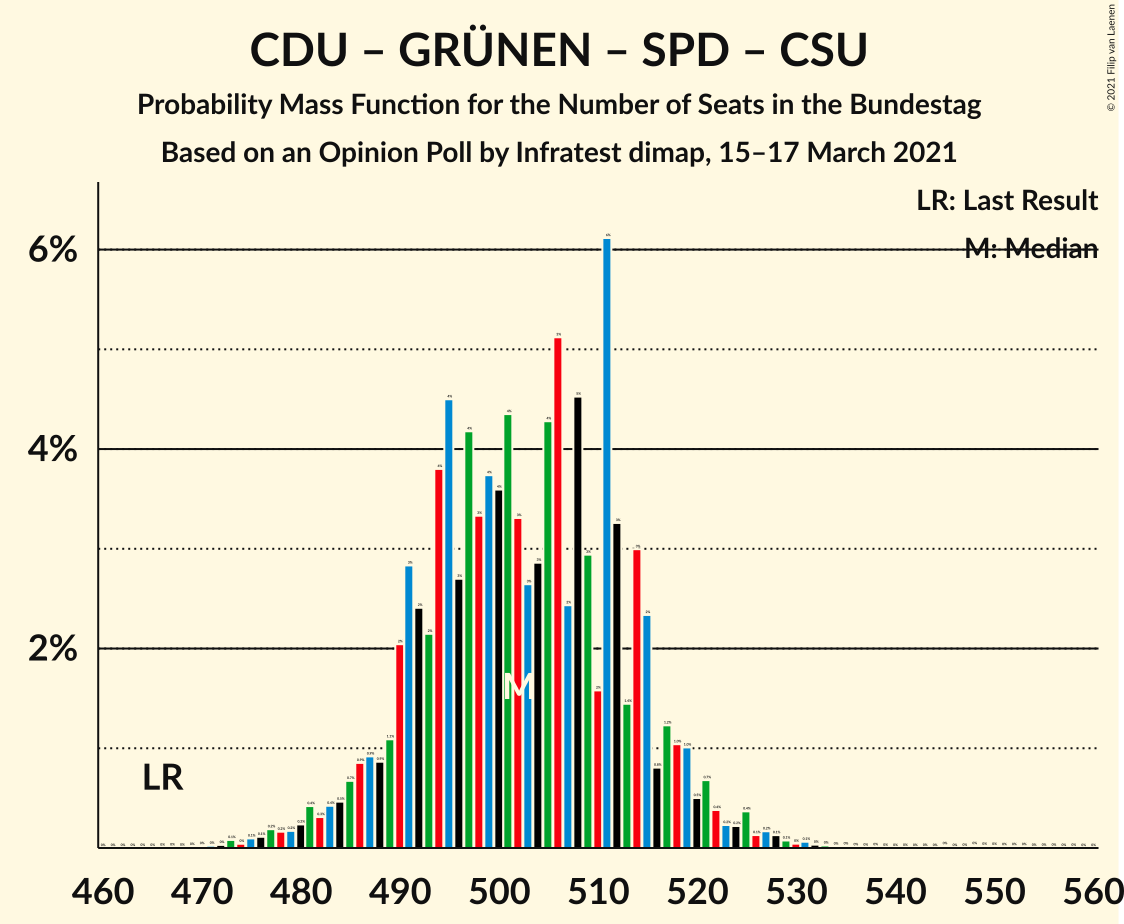 CDU – GRÜNEN – SPD – CSU
Probability Mass Function for the Number of Seats in the Bundestag
Based on an Opinion Poll by Infratest dimap, 15–17 March 2021
© 2021 Filip van Laenen
LR: Last Result
M: Median
6%
4%
2%
LR
M
460 470 480 490 500 510 520 530 540 550 560